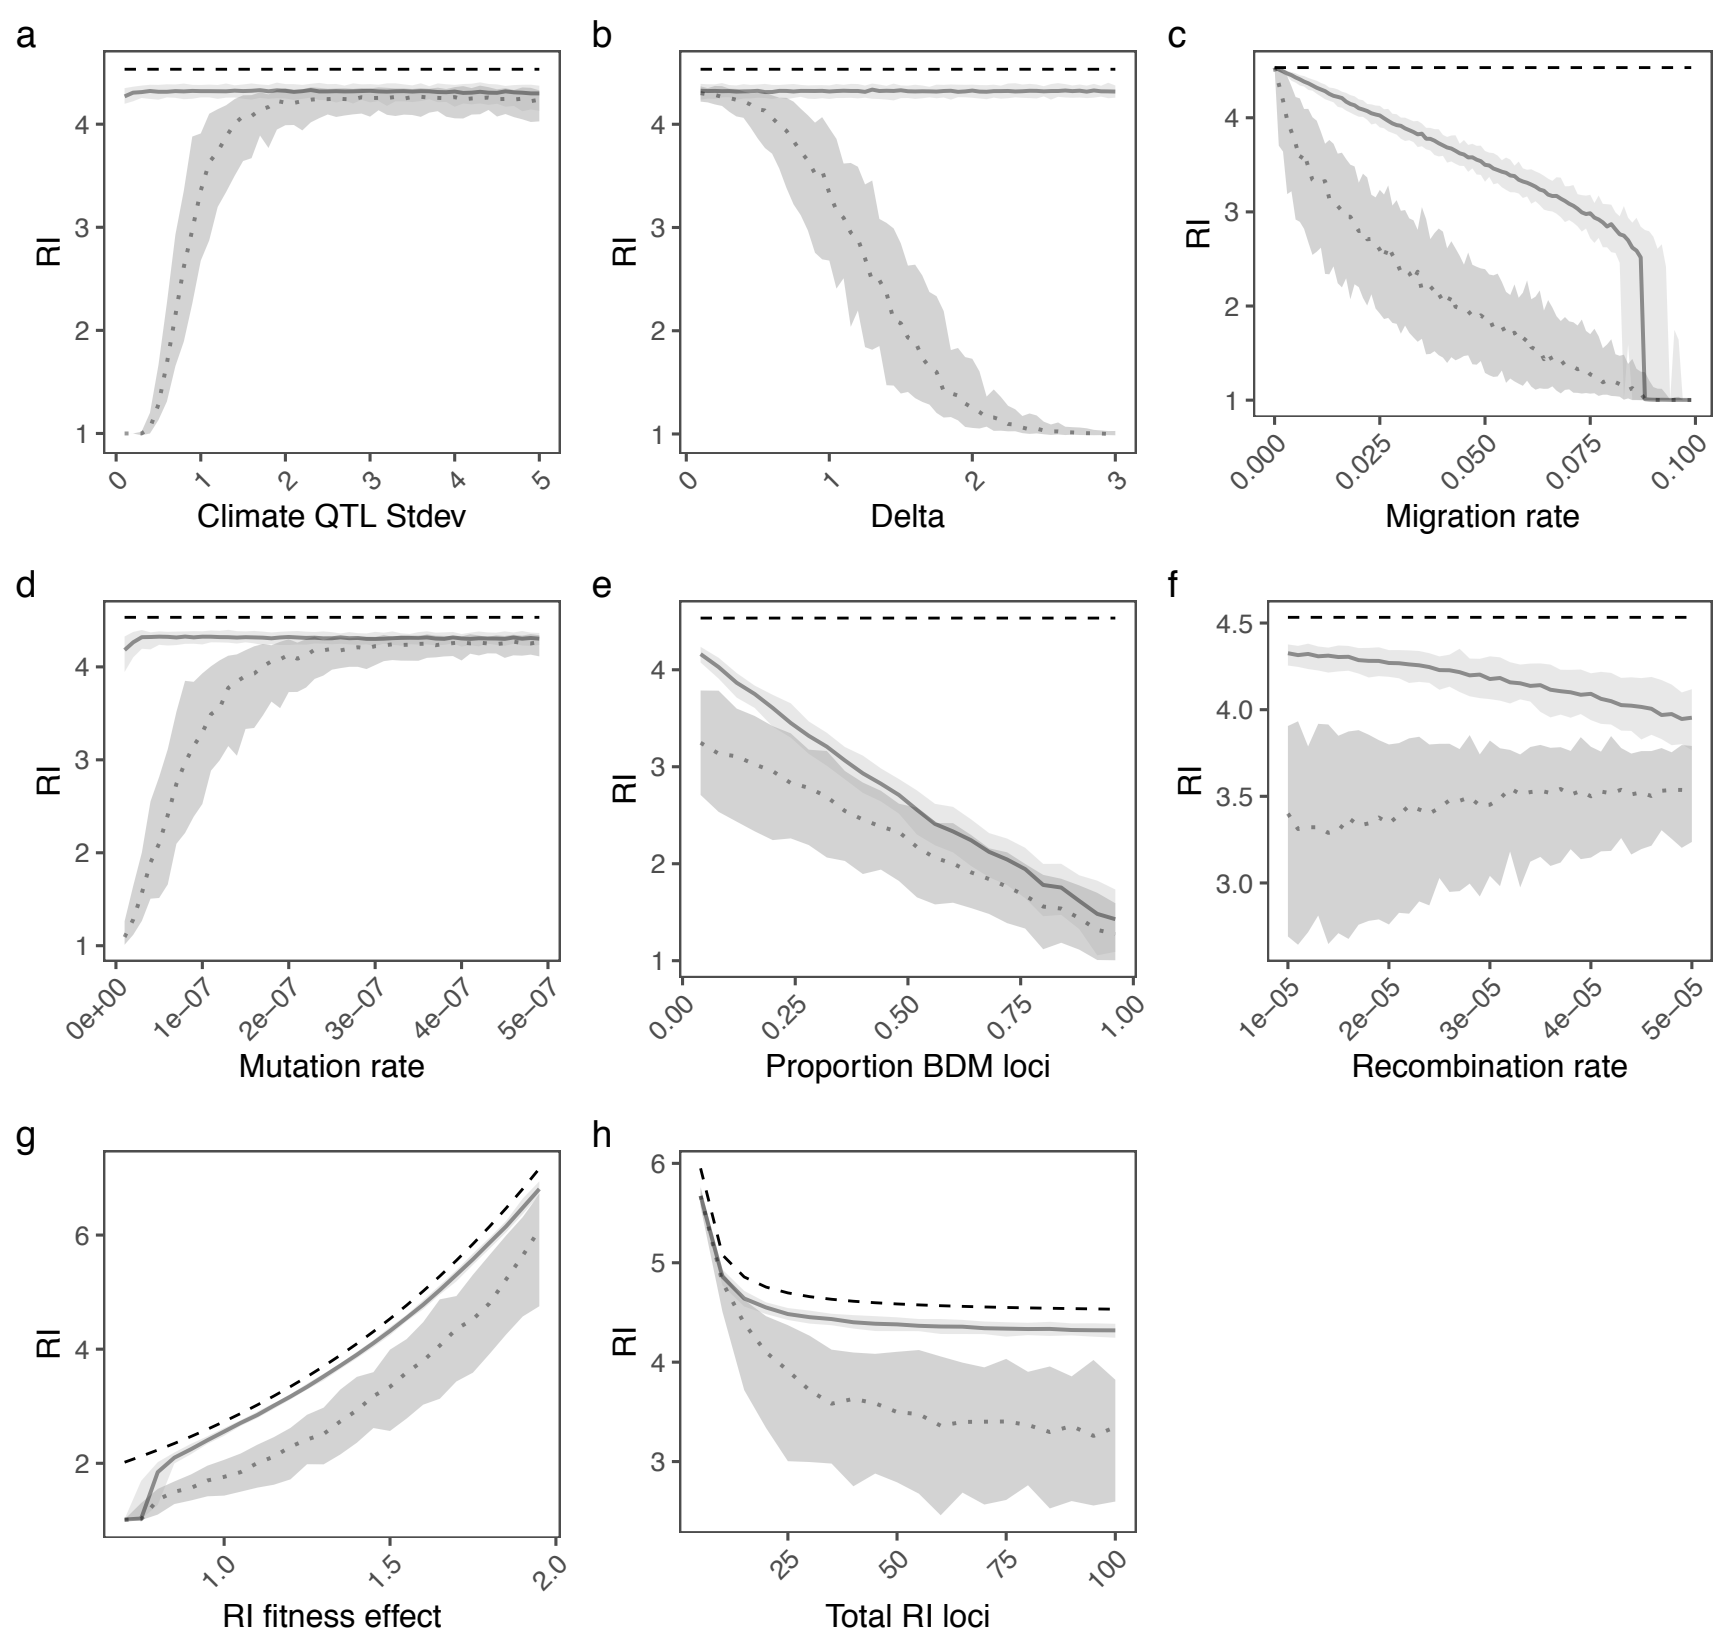 a
b
c
RI
4
3
2
1
0
1
2
3
4
5
Climate QTL Stdev
RI
4
3
2
1
0
1
2
3
Delta
RI
4
3
2
1
0.000
0.025
0.050
0.075
0.100
Migration rate
d
e
f
RI
4
3
2
1
0e+00
1e−07
2e−07
3e−07
4e−07
5e−07
Mutation rate
RI
4
3
2
1
0.00
0.25
0.50
0.75
1.00
Proportion BDM loci
RI
4.5
4.0
3.5
3.0
1e−05
2e−05
3e−05
4e−05
5e−05
Recombination rate
g
h
RI
6
4
2
1.0
1.5
2.0
RI fitness effect
RI
6
5
4
3
25
50
75
100
Total RI loci